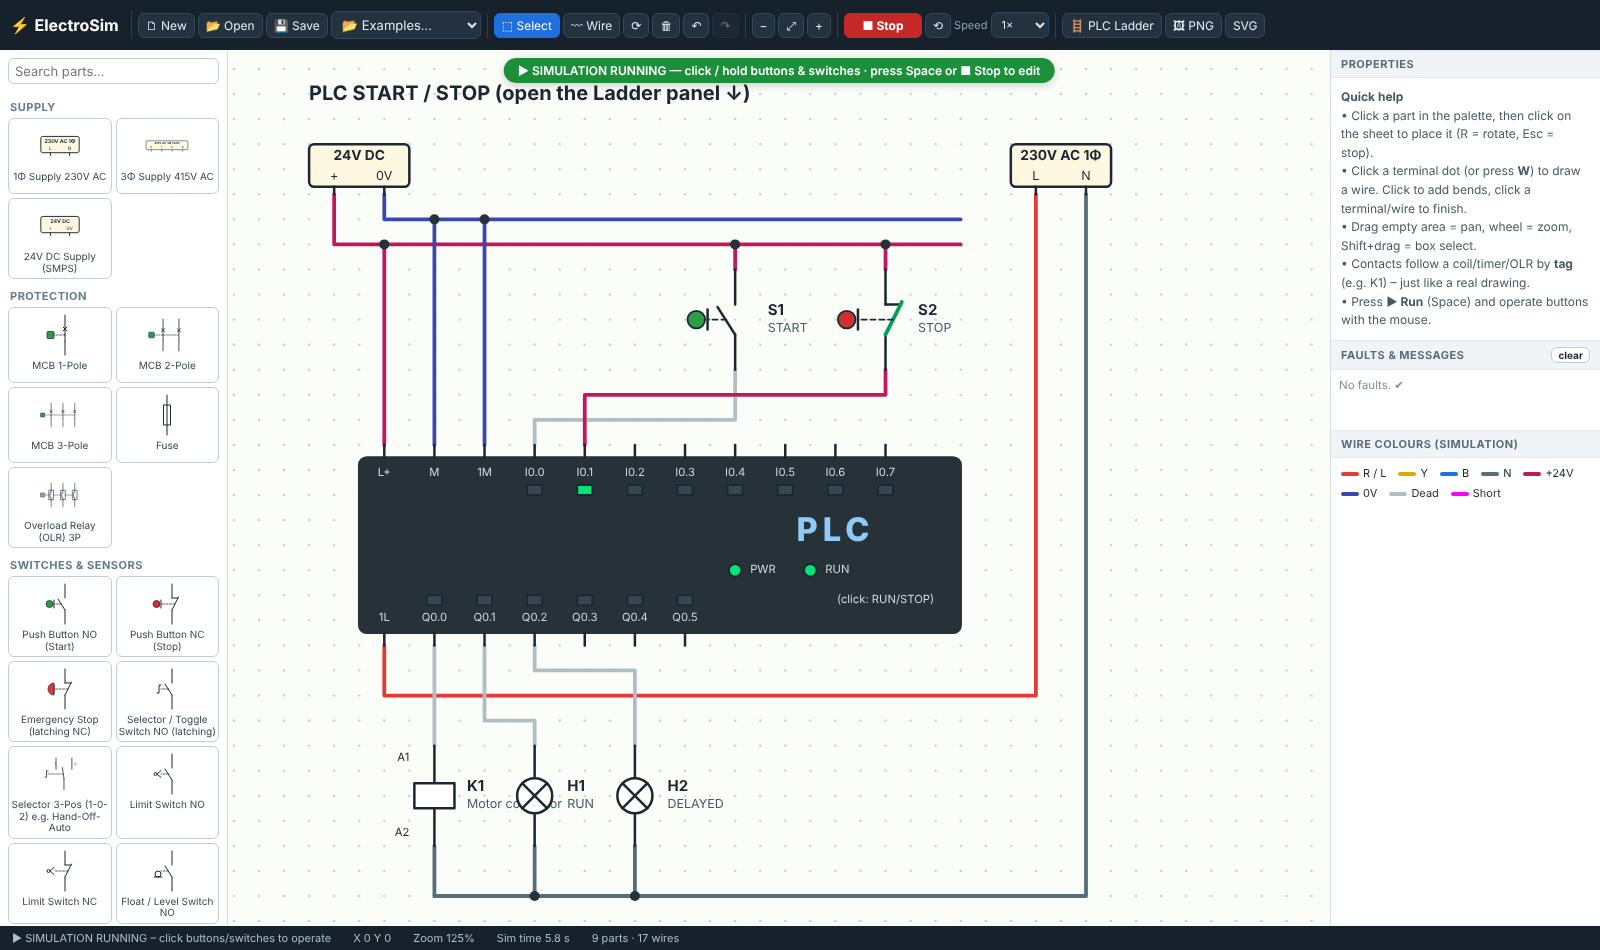 ⚡ ElectroSim
New
Open
Save
Examples...
Select
Wire
Stop
Speed
1×
PLC Ladder
PNG
SVG
Search parts...
SUPPLY
230V AC 1Φ
L N
1Φ Supply 230V AC
3Φ Supply 415V AC
24V DC
+ 0V
24V DC Supply
(SMPS)
PROTECTION
MCB 1-Pole
MCB 2-Pole
MCB 3-Pole
Fuse
Overload Relay
(OLR) 3P
SWITCHES & SENSORS
Push Button NO
(Start)
Push Button NC
(Stop)
Emergency Stop
(latching NC)
Selector / Toggle
Switch NO (latching)
Selector 3-Pos (1-0-
2) e.g. Hand-Off-
Auto
Limit Switch NO
Limit Switch NC
Float / Level Switch
NO
▶ SIMULATION RUNNING — click / hold buttons & switches · press Space or ■ Stop to edit
PLC START / STOP (open the Ladder panel ↓)
24V DC
+ 0V
230V AC 1Φ
L N
S1
START
S2
STOP
L+ M 1M I0.0 I0.1 I0.2 I0.3 I0.4 I0.5 I0.6 I0.7
PLC
PWR RUN
(click: RUN/STOP)
1L Q0.0 Q0.1 Q0.2 Q0.3 Q0.4 Q0.5
A1
K1
Motor co or
A2
H1
RUN
H2
DELAYED
PROPERTIES
Quick help
• Click a part in the palette, then click on
the sheet to place it (R = rotate, Esc =
stop).
• Click a terminal dot (or press W) to draw
a wire. Click to add bends, click a
terminal/wire to finish.
• Drag empty area = pan, wheel = zoom,
Shift+drag = box select.
• Contacts follow a coil/timer/OLR by tag
(e.g. K1) – just like a real drawing.
• Press ▶ Run (Space) and operate buttons
with the mouse.
FAULTS & MESSAGES
clear
No faults. ✔
WIRE COLOURS (SIMULATION)
R / L Y B N +24V
0V Dead Short
▶ SIMULATION RUNNING – click buttons/switches to operate
X 0 Y 0
Zoom 125%
Sim time 5.8 s
9 parts · 17 wires